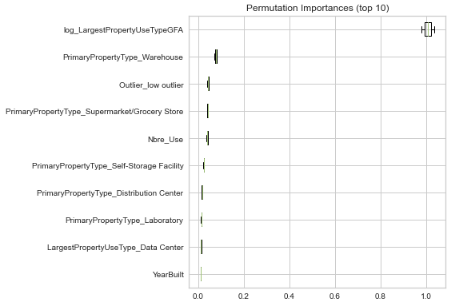 Permutation Importances (top 10)
log_LargestPropertyUseTypeGFA
PrimaryPropertyType_Warehouse
Outlier_low outlier
PrimaryPropertyType_Supermarket/Grocery Store
Nbre_Use
PrimaryPropertyType_Self-Storage Facility
PrimaryPropertyType_Distribution Center
PrimaryPropertyType_Laboratory
LargestPropertyUseType_Data Center
YearBuilt
0.0 0.2 0.4 0.6 0.8 1.0